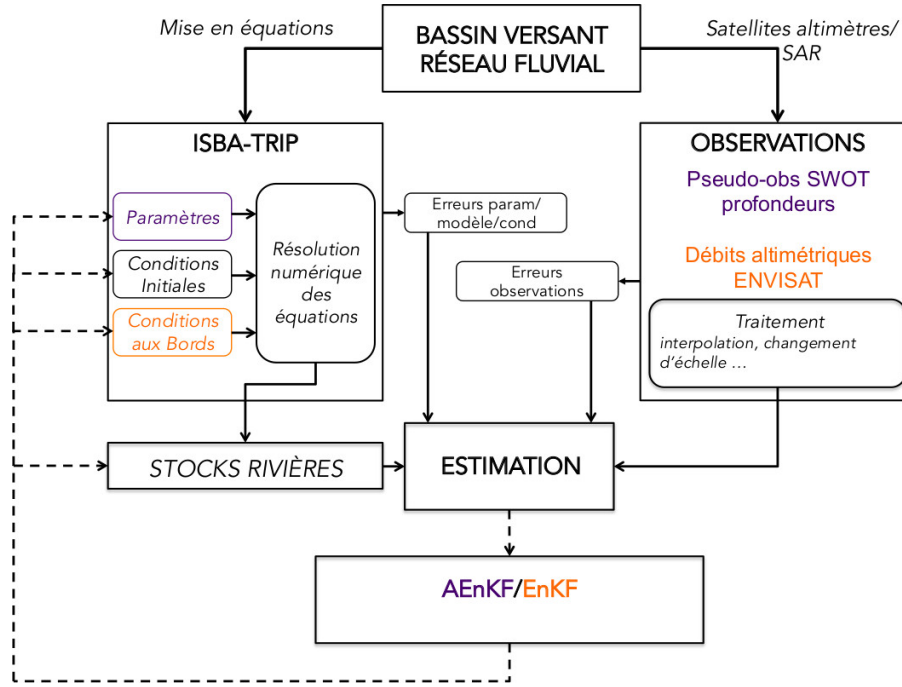 Mise en équations
BASSIN VERSANT
RÉSEAU FLUVIAL
Satellites altimètres/
SAR
ISBA-TRIP
Paramètres
Conditions
Initiales
Conditions
aux Bords
Résolution
numérique
des
équations
Erreurs param/
modèle/cond
Erreurs
observations
OBSERVATIONS
Pseudo-obs SWOT
profondeurs
Débits altimétriques
ENVISAT
Traitement
interpolation, changement
d'échelle ...
STOCKS RIVIÈRES
ESTIMATION
AEnKF/EnKF